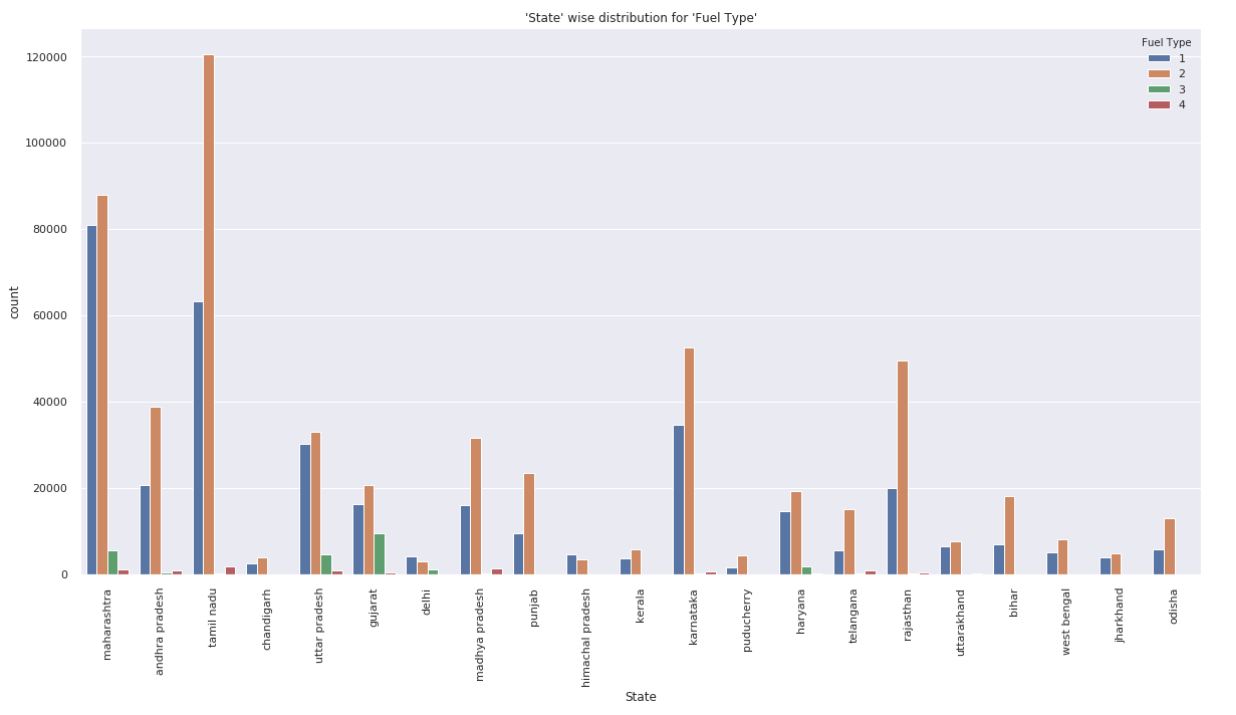 'State' wise distribution for 'Fuel Type'
Fuel Type
1
2
3
4
120000
100000
80000
60000
40000
20000
0
count
maharashtra
andhra pradesh
tamil nadu
chandigarh
uttar pradesh
gujarat
delhi
madhya pradesh
punjab
himachal pradesh
kerala
karnataka
puducherry
haryana
telangana
rajasthan
uttarakhand
bihar
west bengal
jharkhand
odisha
State